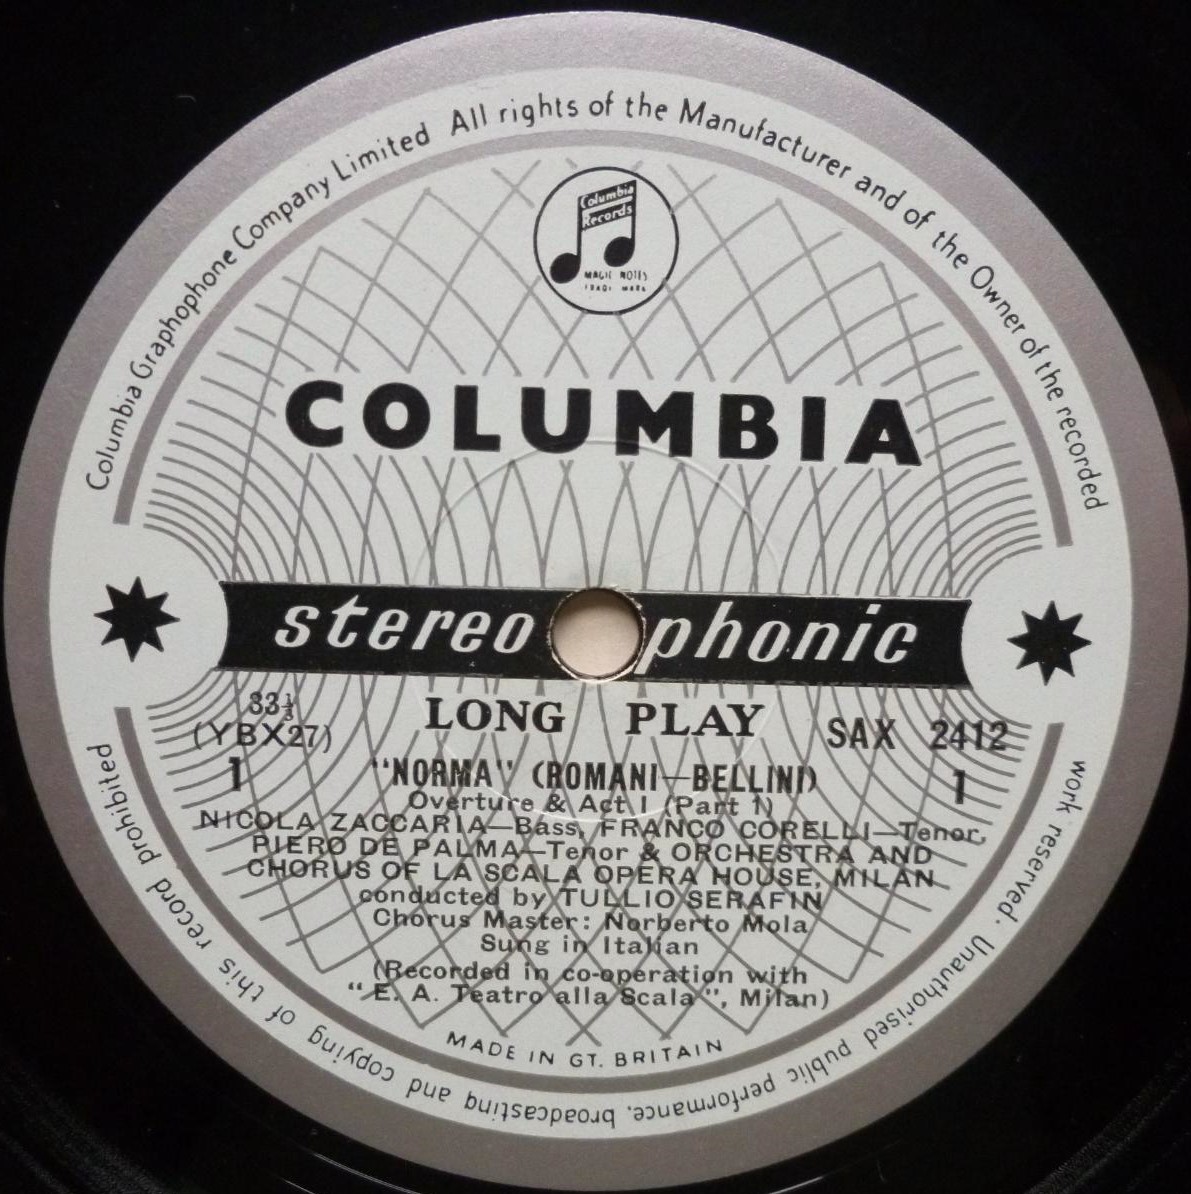 Columbia Graphophone Company Limited All rights of the Manufacturer and of the Owner of the recorded
work reserved. Unauthorised public performance, broadcasting and copying of this record prohibited
Columbia
Records
MAGIC NOTES
TRADE MARK
COLUMBIA
stereophonic
33⅓ LONG PLAY SAX 2412
(YBX27)
1 "NORMA" (ROMANI—BELLINI) 1
Overture & Act I (Part 1)
NICOLA ZACCARIA—Bass, FRANCO CORELLI—Tenor,
PIERO DE PALMA—Tenor & ORCHESTRA AND
CHORUS OF LA SCALA OPERA HOUSE, MILAN
conducted by TULLIO SERAFIN
Chorus Master: Norberto Mola
Sung in Italian
(Recorded in co-operation with
"E. A. Teatro alla Scala", Milan)
MADE IN GT. BRITAIN